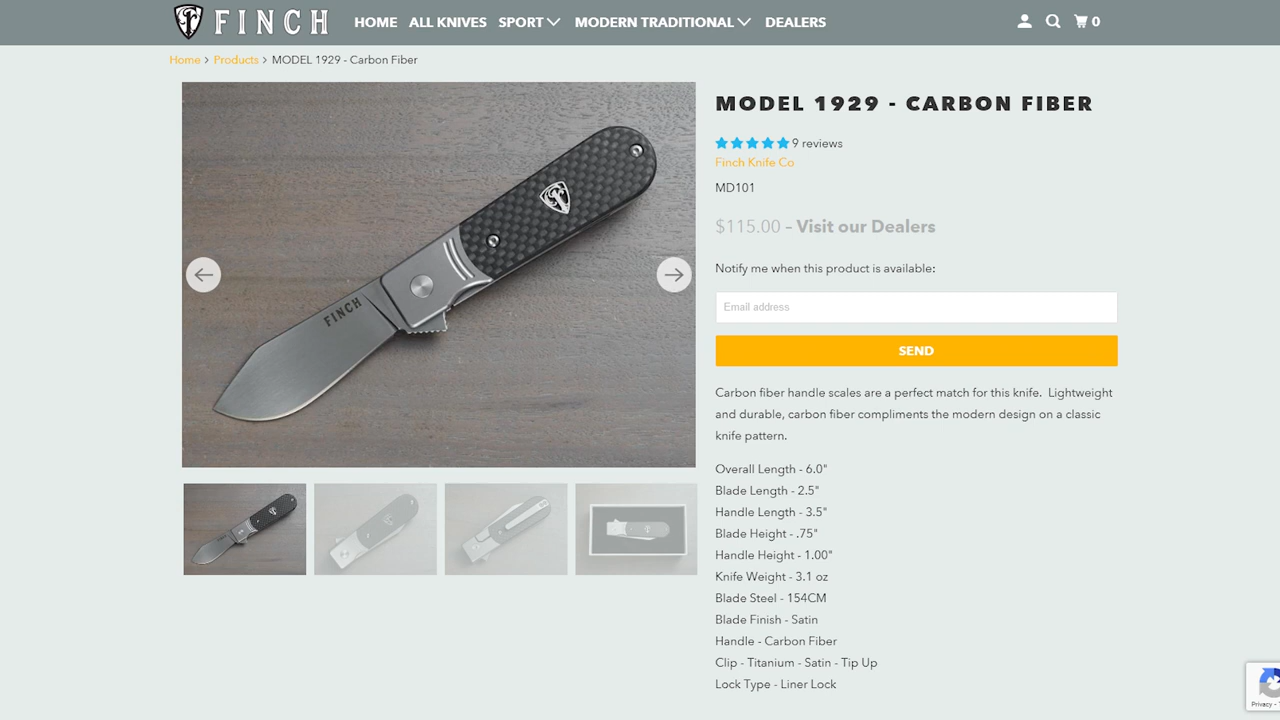 FINCH HOME ALL KNIVES SPORT MODERN TRADITIONAL DEALERS 0
Home > Products > MODEL 1929 - Carbon Fiber
MODEL 1929 - CARBON FIBER
9 reviews
Finch Knife Co
MD101
$115.00 – Visit our Dealers
Notify me when this product is available:
Email address
SEND
FINCH
Carbon fiber handle scales are a perfect match for this knife. Lightweight
and durable, carbon fiber compliments the modern design on a classic
knife pattern.
Overall Length - 6.0"
Blade Length - 2.5"
Handle Length - 3.5"
Blade Height - .75"
Handle Height - 1.00"
Knife Weight - 3.1 oz
Blade Steel - 154CM
Blade Finish - Satin
Handle - Carbon Fiber
Clip - Titanium - Satin - Tip Up
Lock Type - Liner Lock
Privacy -